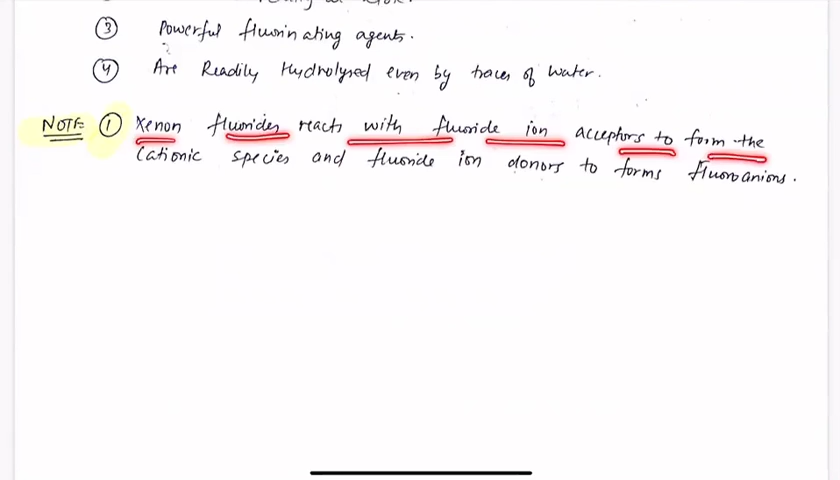 ③ Powerful fluorinating agents.
④ Are Readily Hydrolysed even by traces of water.
NOTE ① Xenon fluorides reacts with fluoride ion acceptors to form the
Cationic species and fluoride ion donors to forms fluoroanions.